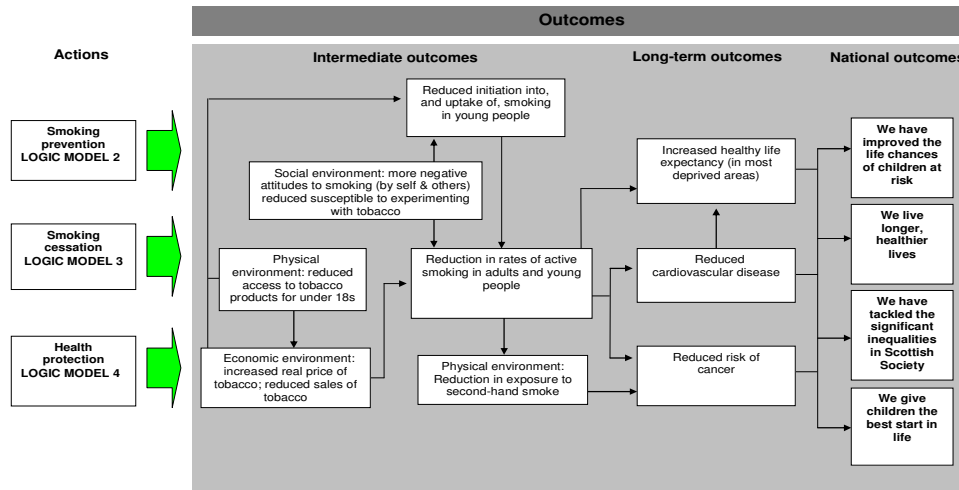 Outcomes
Actions
Intermediate outcomes
Long-term outcomes
National outcomes
Smoking
prevention
LOGIC MODEL 2
Smoking
cessation
LOGIC MODEL 3
Health
protection
LOGIC MODEL 4
Reduced initiation into,
and uptake of, smoking
in young people
Social environment: more negative
attitudes to smoking (by self & others)
reduced susceptible to experimenting
with tobacco
Physical
environment: reduced
access to tobacco
products for under 18s
Economic environment:
increased real price of
tobacco; reduced sales of
tobacco
Reduction in rates of active
smoking in adults and young
people
Physical environment:
Reduction in exposure to
second-hand smoke
Increased healthy life
expectancy (in most
deprived areas)
Reduced
cardiovascular disease
Reduced risk of
cancer
We have
improved the
life chances
of children at
risk
We live
longer,
healthier
lives
We have
tackled the
significant
inequalities
in Scottish
Society
We give
children the
best start in
life